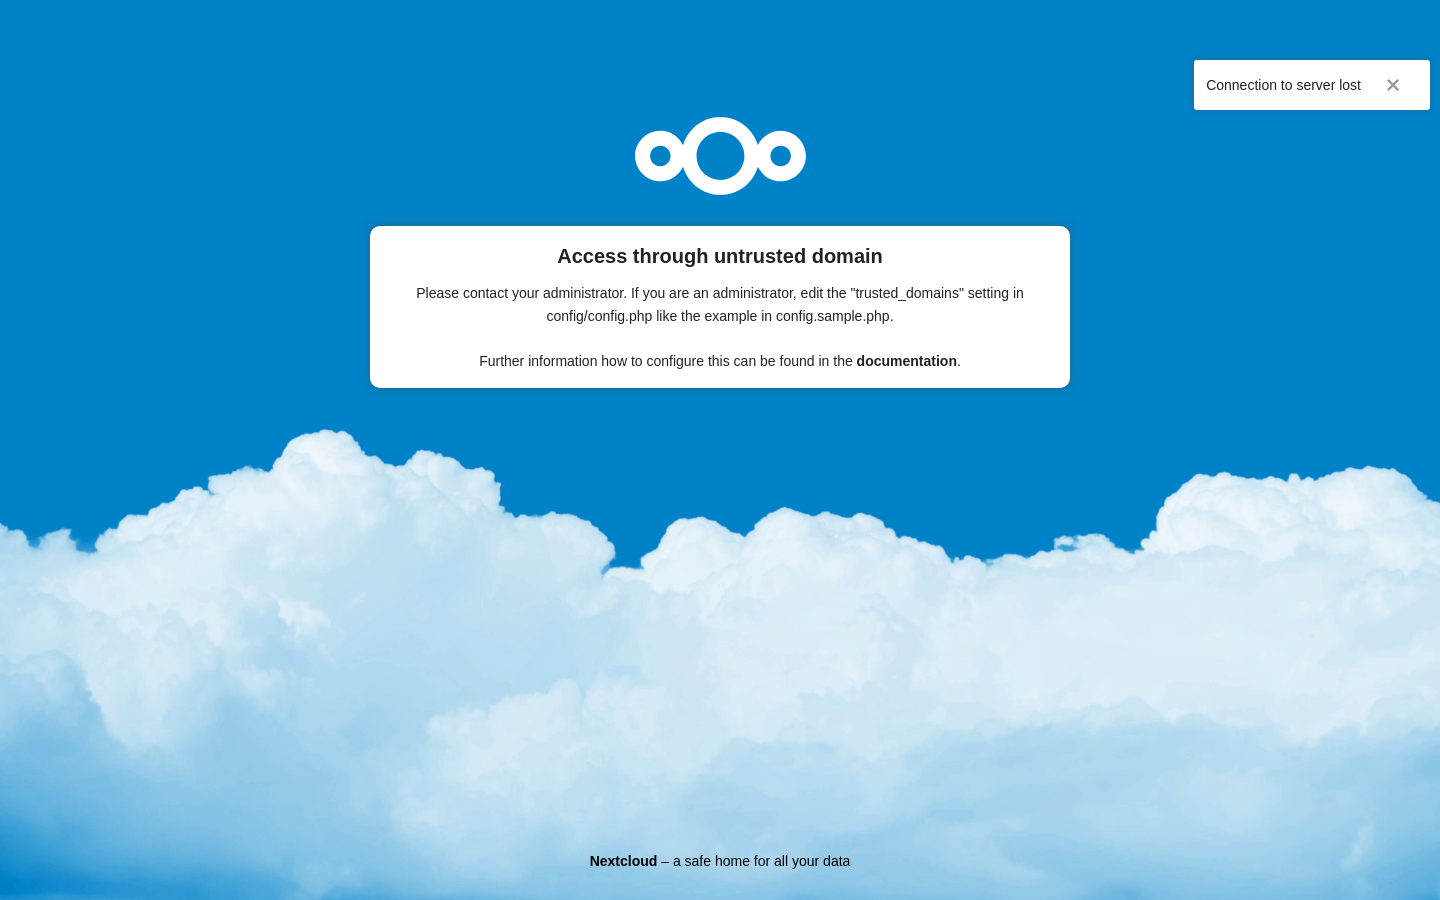 Connection to server lost
Access through untrusted domain
Please contact your administrator. If you are an administrator, edit the "trusted_domains" setting in
config/config.php like the example in config.sample.php.
Further information how to configure this can be found in the documentation.
Nextcloud – a safe home for all your data